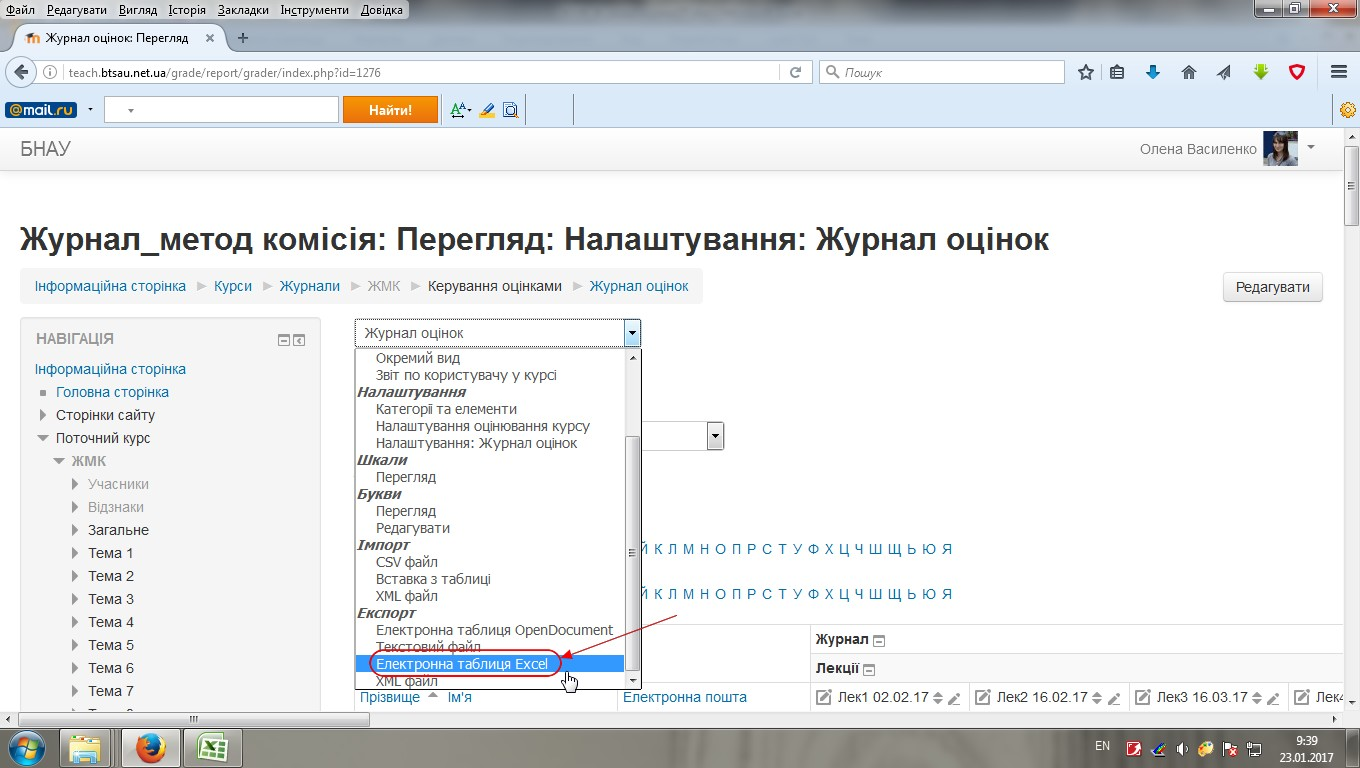 Файл Редагувати Вигляд Історія Закладки Інструменти Довідка
Журнал оцінок: Перегляд
teach.btsau.net.ua/grade/report/grader/index.php?id=1276
Пошук
@mail.ru
Найти!
БНАУ
Олена Василенко
Журнал_метод комісія: Перегляд: Налаштування: Журнал оцінок
Інформаційна сторінка Курси Журнали ЖМК Керування оцінками Журнал оцінок
Редагувати
НАВІГАЦІЯ
Інформаційна сторінка
Головна сторінка
Сторінки сайту
Поточний курс
ЖМК
Учасники
Відзнаки
Загальне
Тема 1
Тема 2
Тема 3
Тема 4
Тема 5
Тема 6
Тема 7
Журнал оцінок
Окремий вид
Звіт по користувачу у курсі
Налаштування
Категорії та елементи
Налаштування оцінювання курсу
Налаштування: Журнал оцінок
Шкали
Перегляд
Букви
Перегляд
Редагувати
Імпорт
CSV файл
Вставка з таблиці
XML файл
Експорт
Електронна таблиця OpenDocument
Текстовий файл
Електронна таблиця Excel
XML файл
Й К Л М Н О П Р С Т У Ф Х Ц Ч Ш Щ Ь Ю Я
Й К Л М Н О П Р С Т У Ф Х Ц Ч Ш Щ Ь Ю Я
Журнал
Лекції
Прізвище Ім'я Електронна пошта Лек1 02.02.17 Лек2 16.02.17 Лек3 16.03.17 Лек4
EN
9:39
23.01.2017